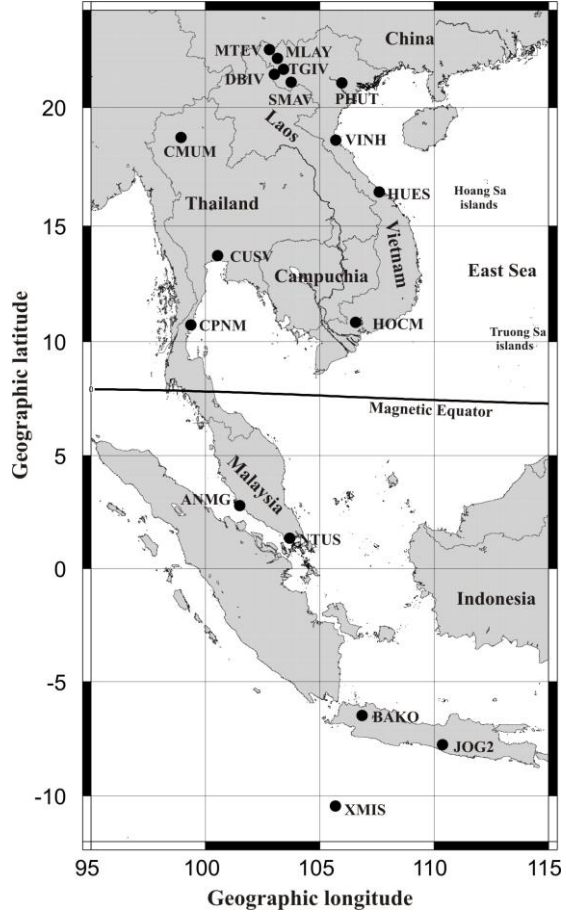 China
MTEV
MLAY
TGIV
DBIV
SMAV
PHUT
20
Laos
VINH
CMUM
HUES
Hoang Sa
islands
Thailand
15
Vietnam
CUSV
Campuchia
East Sea
CPNM
HOCM
Truong Sa
islands
10
Geographic latitude
0
Magnetic Equator
5
Malaysia
ANMG
NTUS
0
Indonesia
-5
BAKO
JOG2
-10
XMIS
95
100
105
110
115
Geographic longitude